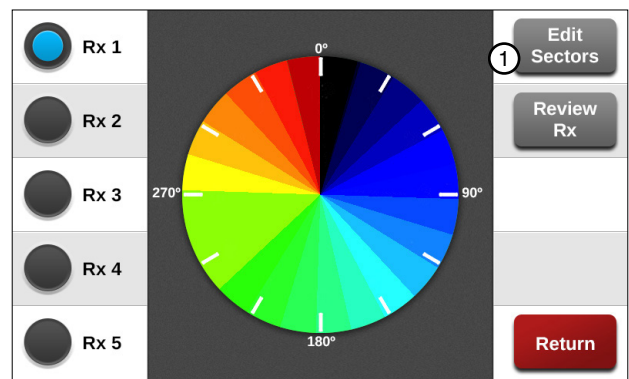 Rx 1
Rx 2
Rx 3
Rx 4
Rx 5
0º
90º
180º
270º
1
Edit
Sectors
Review
Rx
Return